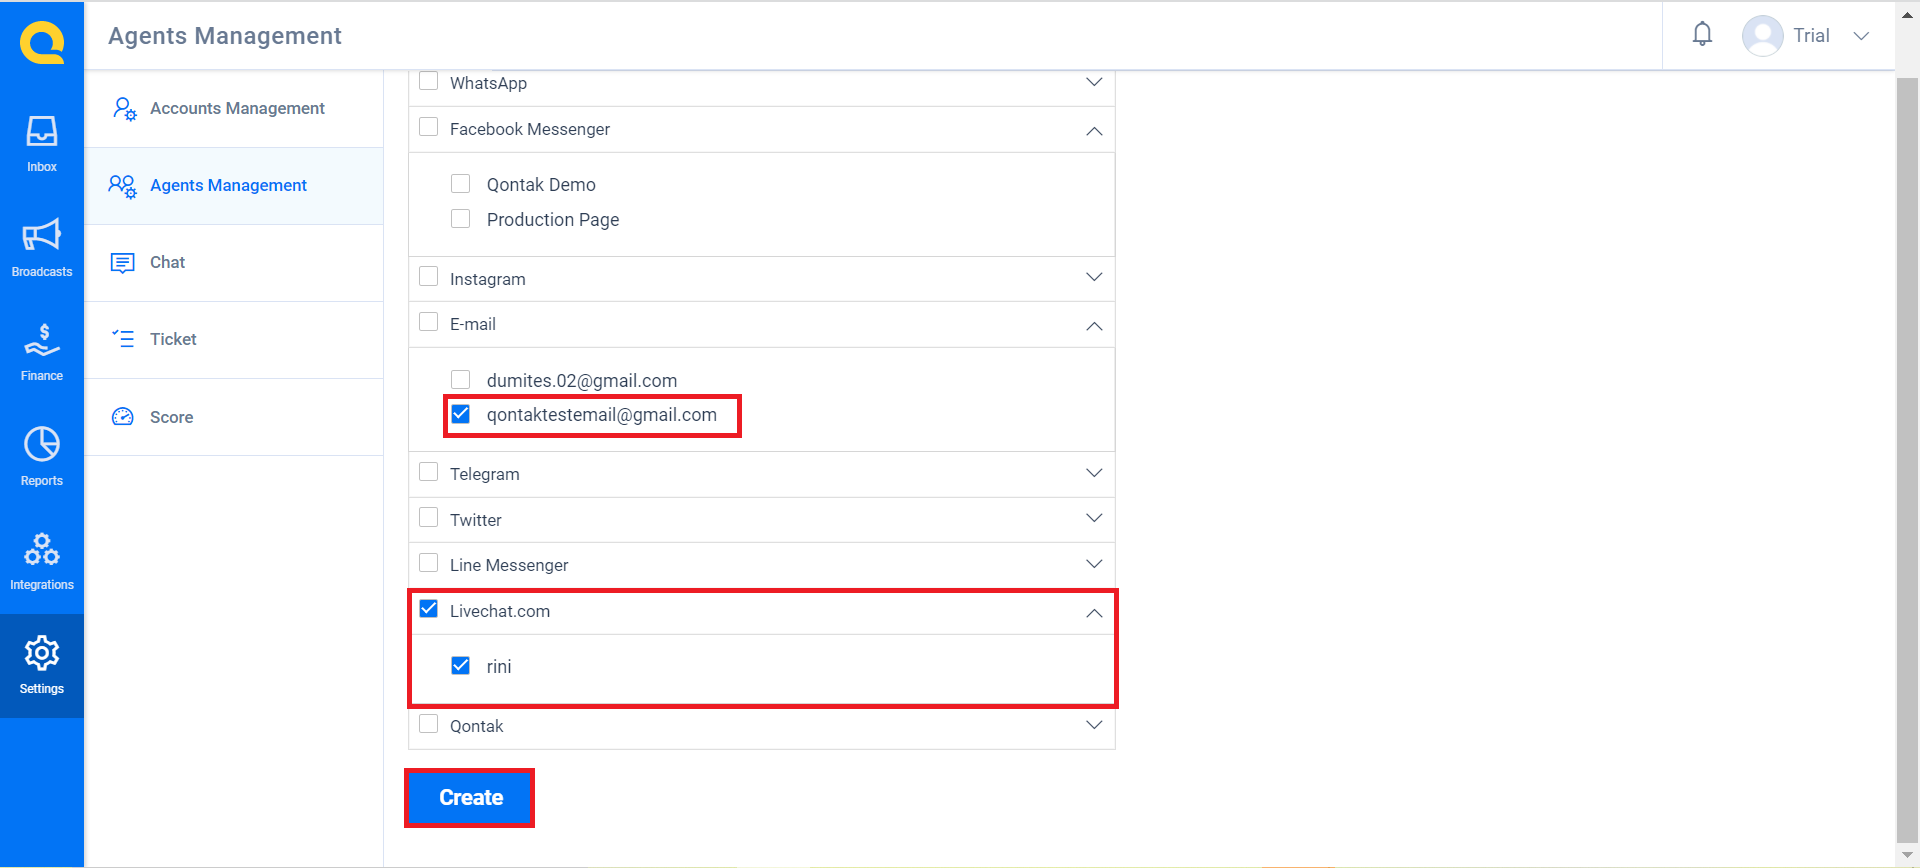 Agents Management
Trial
Inbox
Broadcasts
Finance
Reports
Integrations
Settings
Accounts Management
Agents Management
Chat
Ticket
Score
WhatsApp
Facebook Messenger
Qontak Demo
Production Page
Instagram
E-mail
dumites.02@gmail.com
qontaktestemail@gmail.com
Telegram
Twitter
Line Messenger
Livechat.com
rini
Qontak
Create